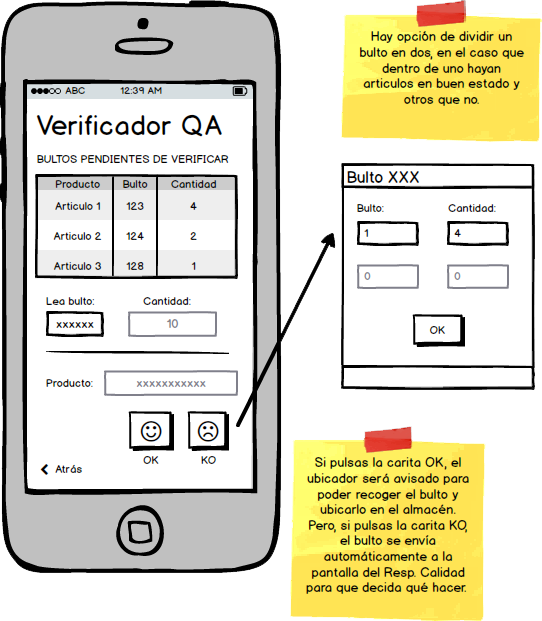 ABC 12:39 AM
Verificador QA
BULTOS PENDIENTES DE VERIFICAR
Producto Bulto Cantidad
Articulo 1 123 4
Articulo 2 124 2
Articulo 3 128 1
Lea bulto: Cantidad:
xxxxxx 10
Producto: xxxxxxxxxxx
OK KO
Atrás
Hay opción de dividir un
bulto en dos, en el caso que
dentro de uno hayan
articulos en buen estado y
otros que no.
Bulto XXX
Bulto: Cantidad:
1 4
0 0
OK
Si pulsas la carita OK, el
ubicador será avisado para
poder recoger el bulto y
ubicarlo en el almacén.
Pero, si pulsas la carita KO,
el bulto se envía
automáticamente a la
pantalla del Resp. Calidad
para que decida qué hacer.